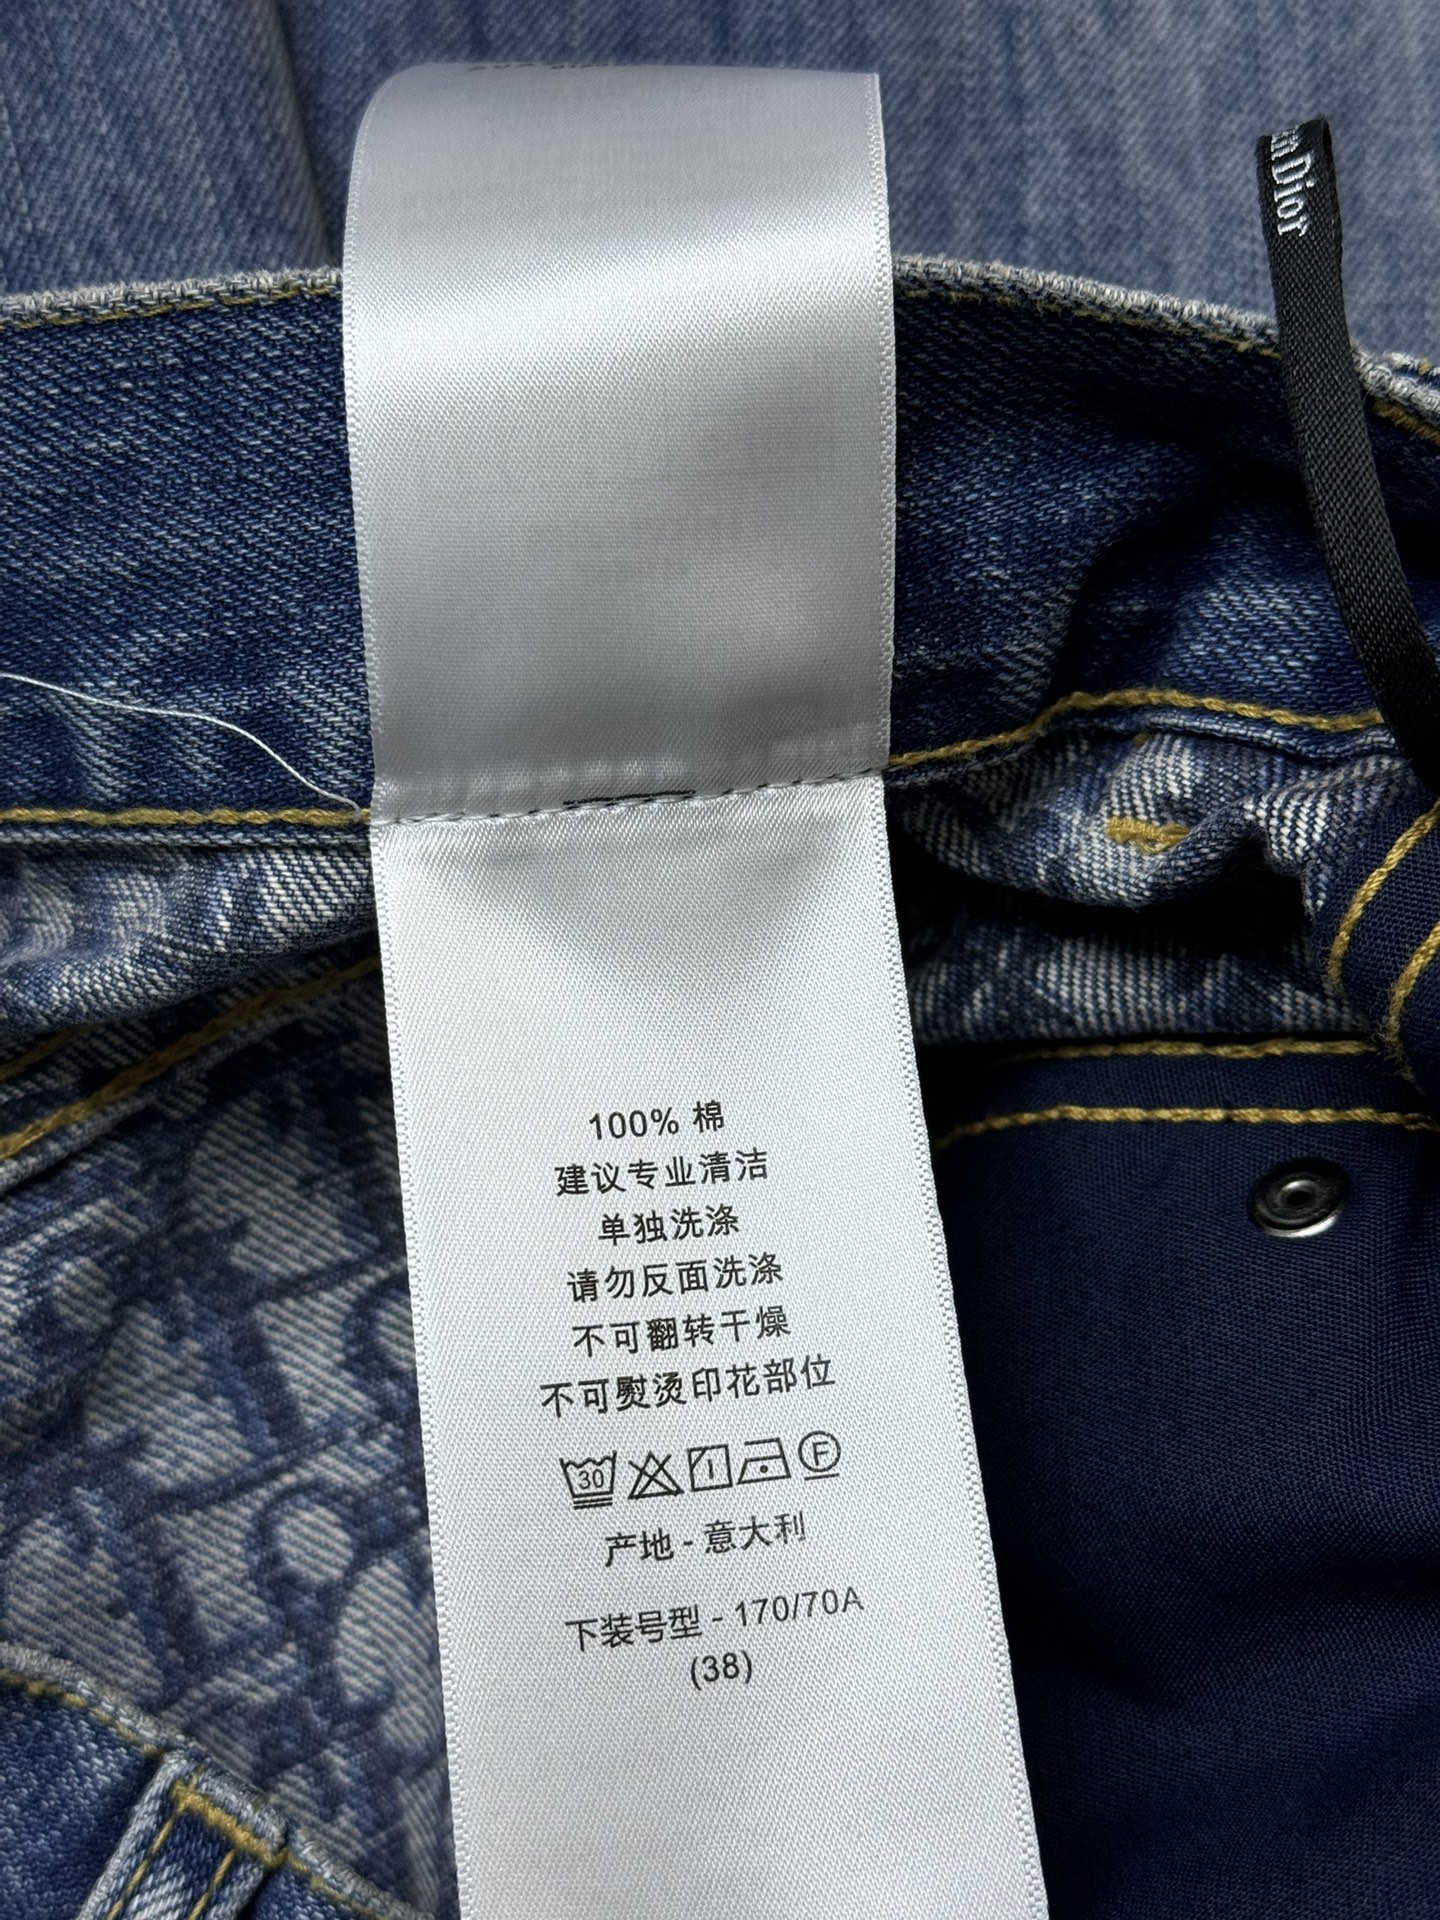 Dior
100% 棉
建议专业清洁
单独洗涤
请勿反面洗涤
不可翻转干燥
不可熨烫印花部位
30
F
产地 - 意大利
下装号型 - 170/70A
(38)